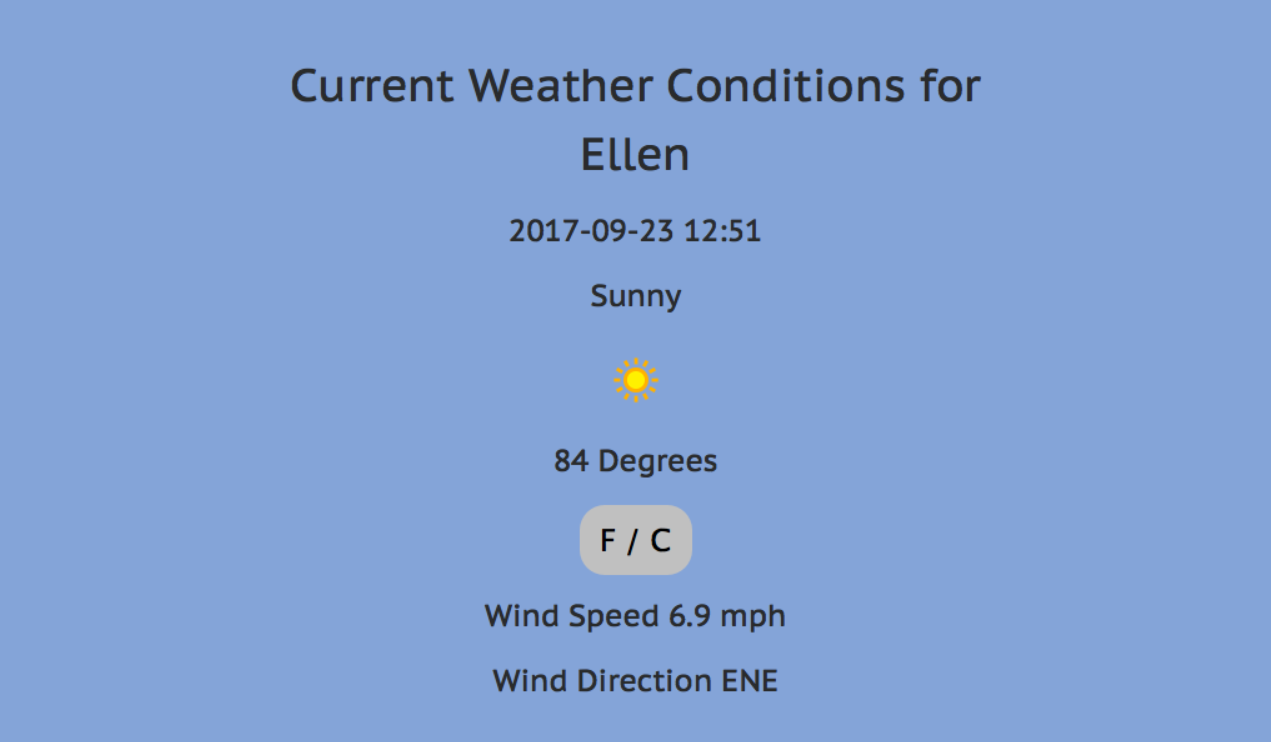 Current Weather Conditions for
Ellen
2017-09-23 12:51
Sunny
84 Degrees
F / C
Wind Speed 6.9 mph
Wind Direction ENE